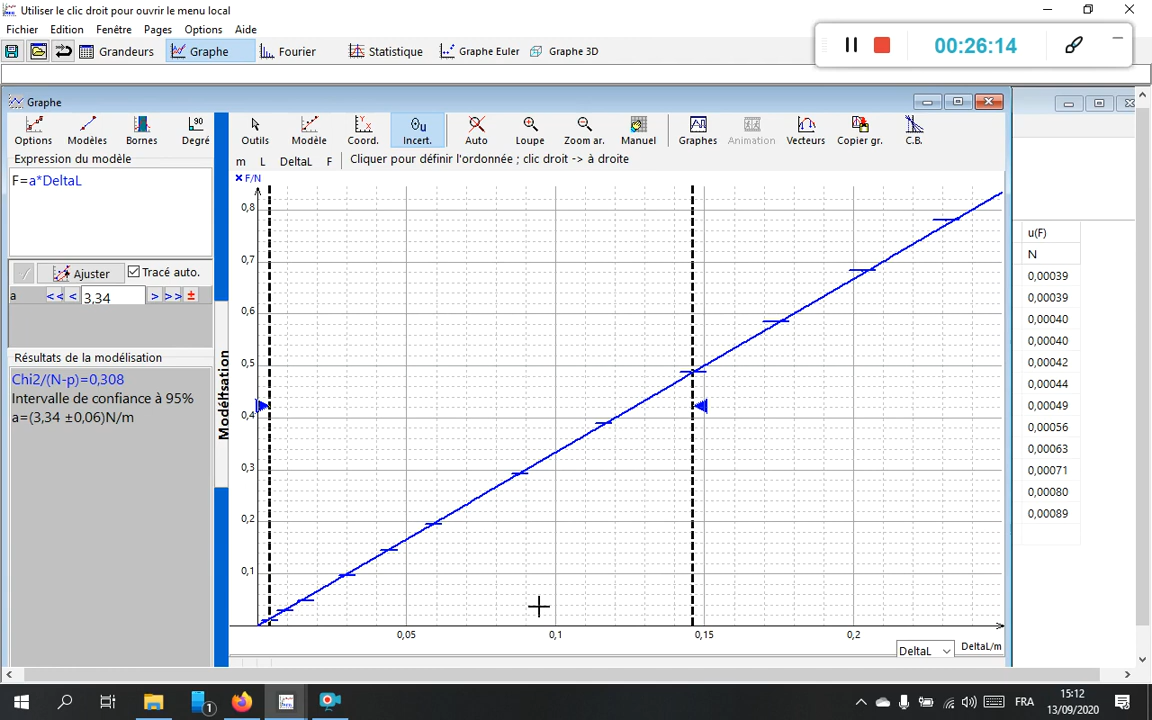 Utiliser le clic droit pour ouvrir le menu local
Fichier Edition Fenêtre Pages Options Aide
Grandeurs Graphe Fourier Statistique Graphe Euler Graphe 3D
00:26:14
Graphe
Options Modèles Bornes Degré
90
Outils Modèle Coord. Incert. Auto Loupe Zoom ar. Manuel Graphes Animation Vecteurs Copier gr. C.B.
Expression du modèle
m L DeltaL F Cliquer pour définir l'ordonnée ; clic droit -> à droite
F=a*DeltaL
Ajuster Tracé auto.
a << < 3,34 > >> ±
Résultats de la modélisation
Chi2/(N-p)=0,308
Intervalle de confiance à 95%
a=(3,34 ±0,06)N/m
Modélisation
F/N
0,8
0,7
0,6
0,5
0,4
0,3
0,2
0,1
0,05 0,1 0,15 0,2
DeltaL DeltaL/m
u(F)
N
0,00039
0,00039
0,00040
0,00040
0,00042
0,00044
0,00049
0,00056
0,00063
0,00071
0,00080
0,00089
1
FRA
15:12
13/09/2020